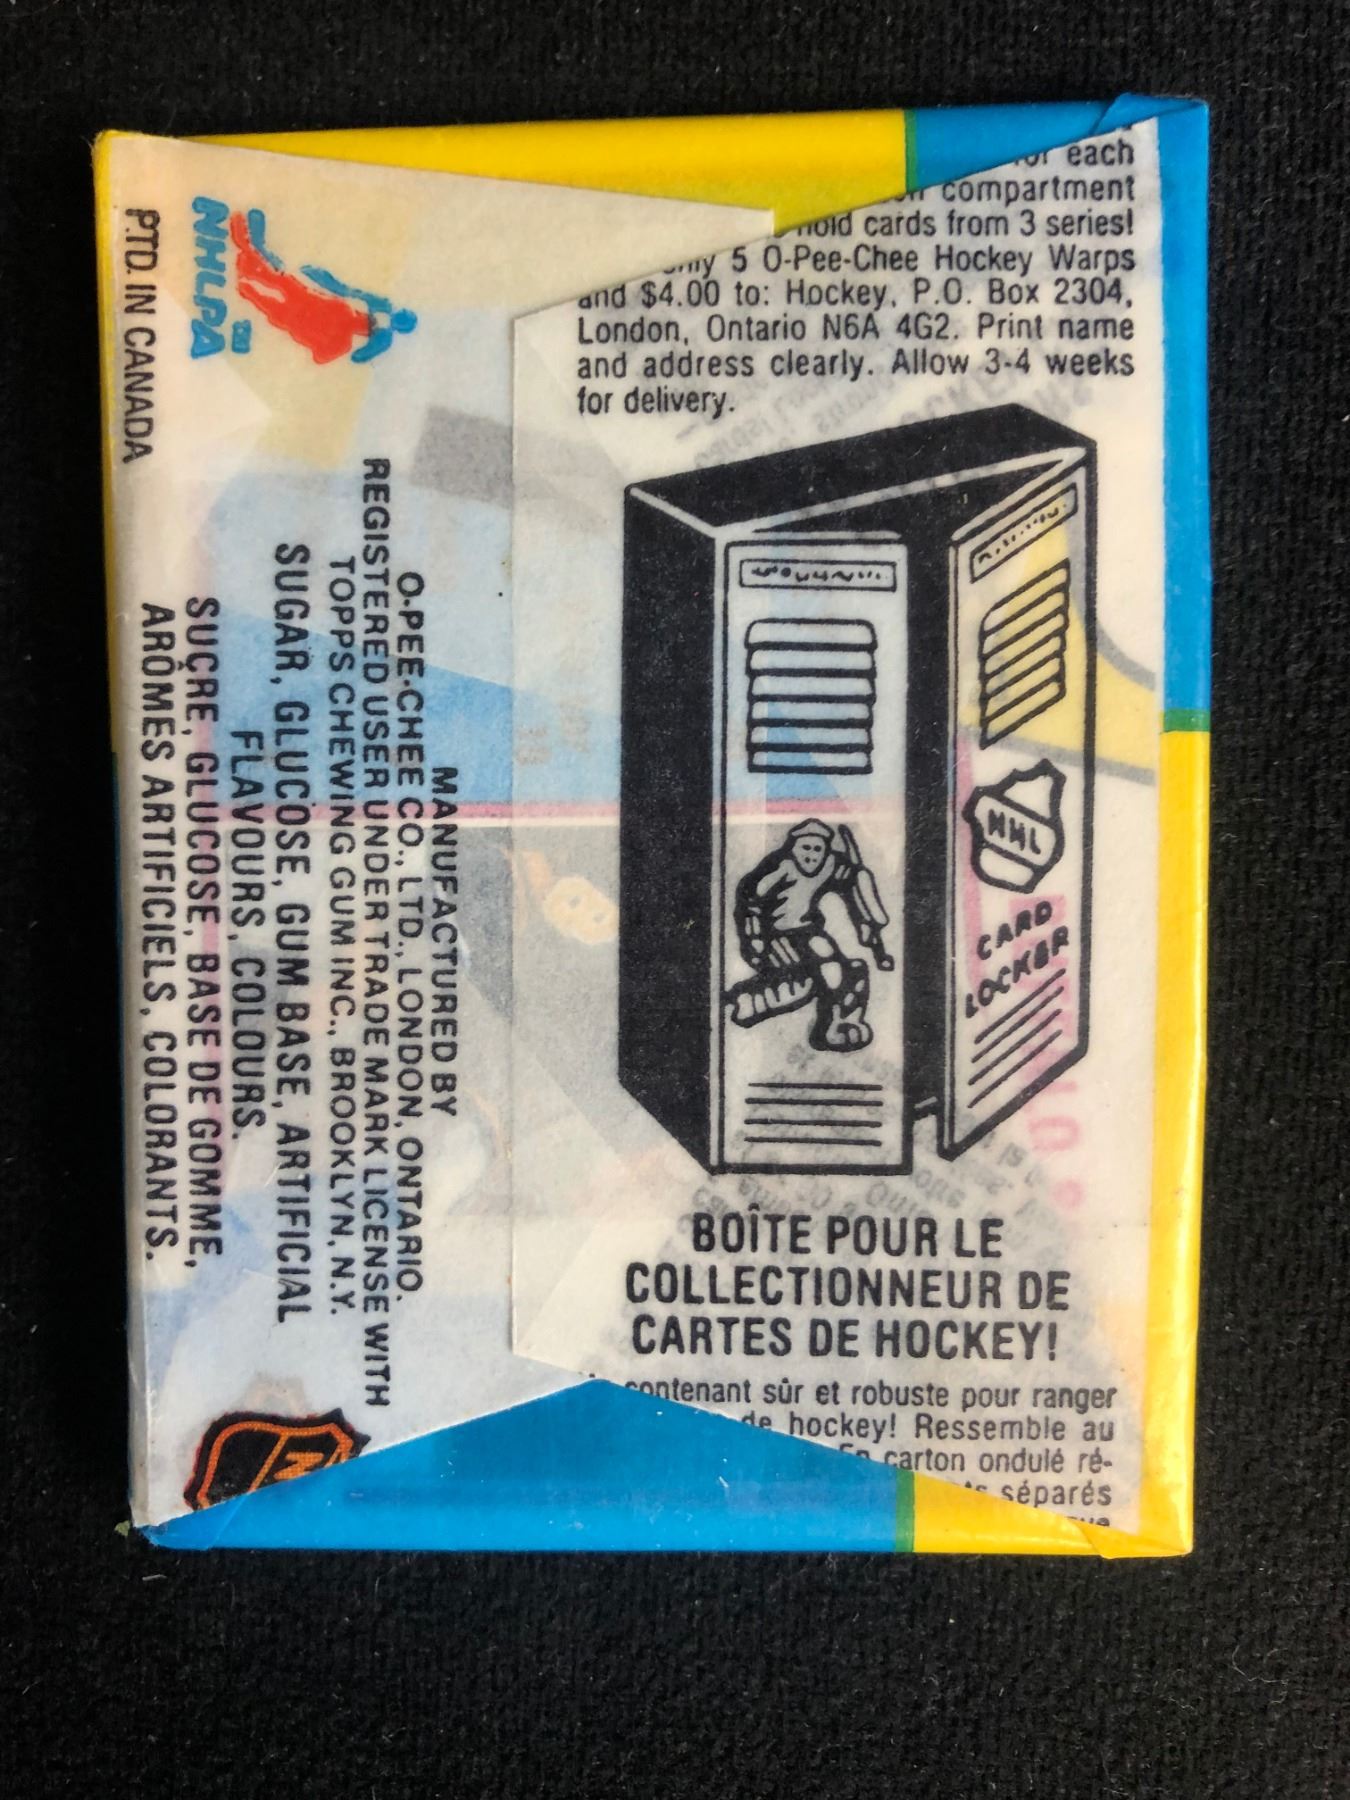 each
compartment
hold cards from 3 series!
5 O-Pee-Chee Hockey Warps
and $4.00 to: Hockey, P.O. Box 2304,
London, Ontario N6A 4G2. Print name
and address clearly. Allow 3-4 weeks
for delivery.
NHL
CARD
LOCKER
BOÎTE POUR LE
COLLECTIONNEUR DE
CARTES DE HOCKEY!
contenant sûr et robuste pour ranger
de hockey! Ressemble au
En carton ondulé ré-
séparés
MANUFACTURED BY
O-PEE-CHEE CO., LTD., LONDON, ONTARIO.
REGISTERED USER UNDER TRADE MARK LICENSE WITH
TOPPS CHEWING GUM INC., BROOKLYN, N.Y.
SUGAR, GLUCOSE, GUM BASE, ARTIFICIAL
FLAVOURS, COLOURS.
SUCRE, GLUCOSE, BASE DE GOMME,
ARÔMES ARTIFICIELS, COLORANTS.
NHLPA
TM
PTD. IN CANADA
N